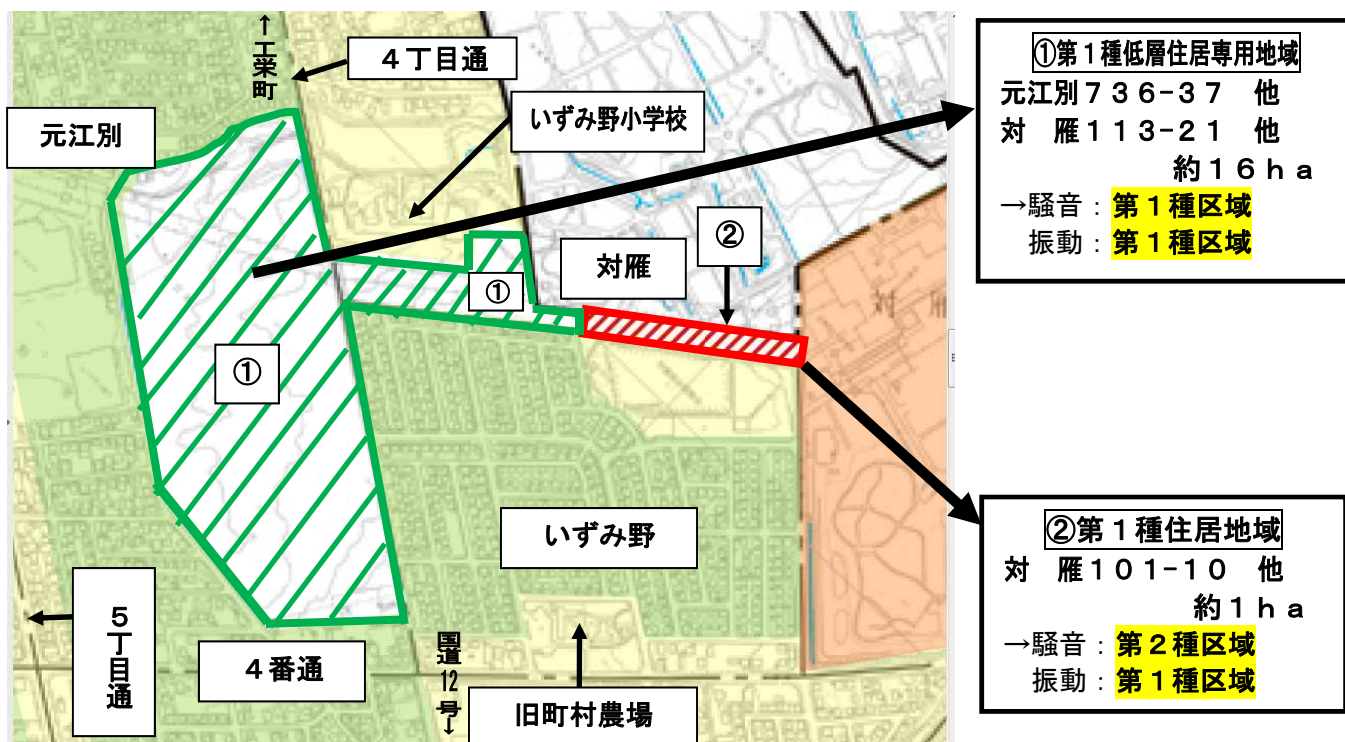 ↑工栄町
４丁目通
元江別
いずみ野小学校
②
対雁
①
①
対雁
いずみ野
５丁目通
４番通
国道12号↓
旧町村農場
①第１種低層住居専用地域
元江別７３６-３７　他
対　雁１１３-２１　他
約１６ｈａ
→騒音：第１種区域
振動：第１種区域
②第１種住居地域
対　雁１０１-１０　他
約１ｈａ
→騒音：第２種区域
振動：第１種区域